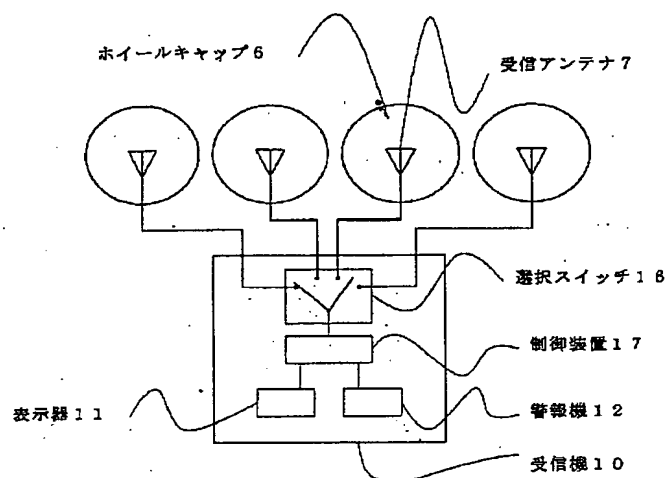 ホイールキャップ6
受信アンテナ7
選択スイッチ16
制御装置17
表示器11
警報機12
受信機10